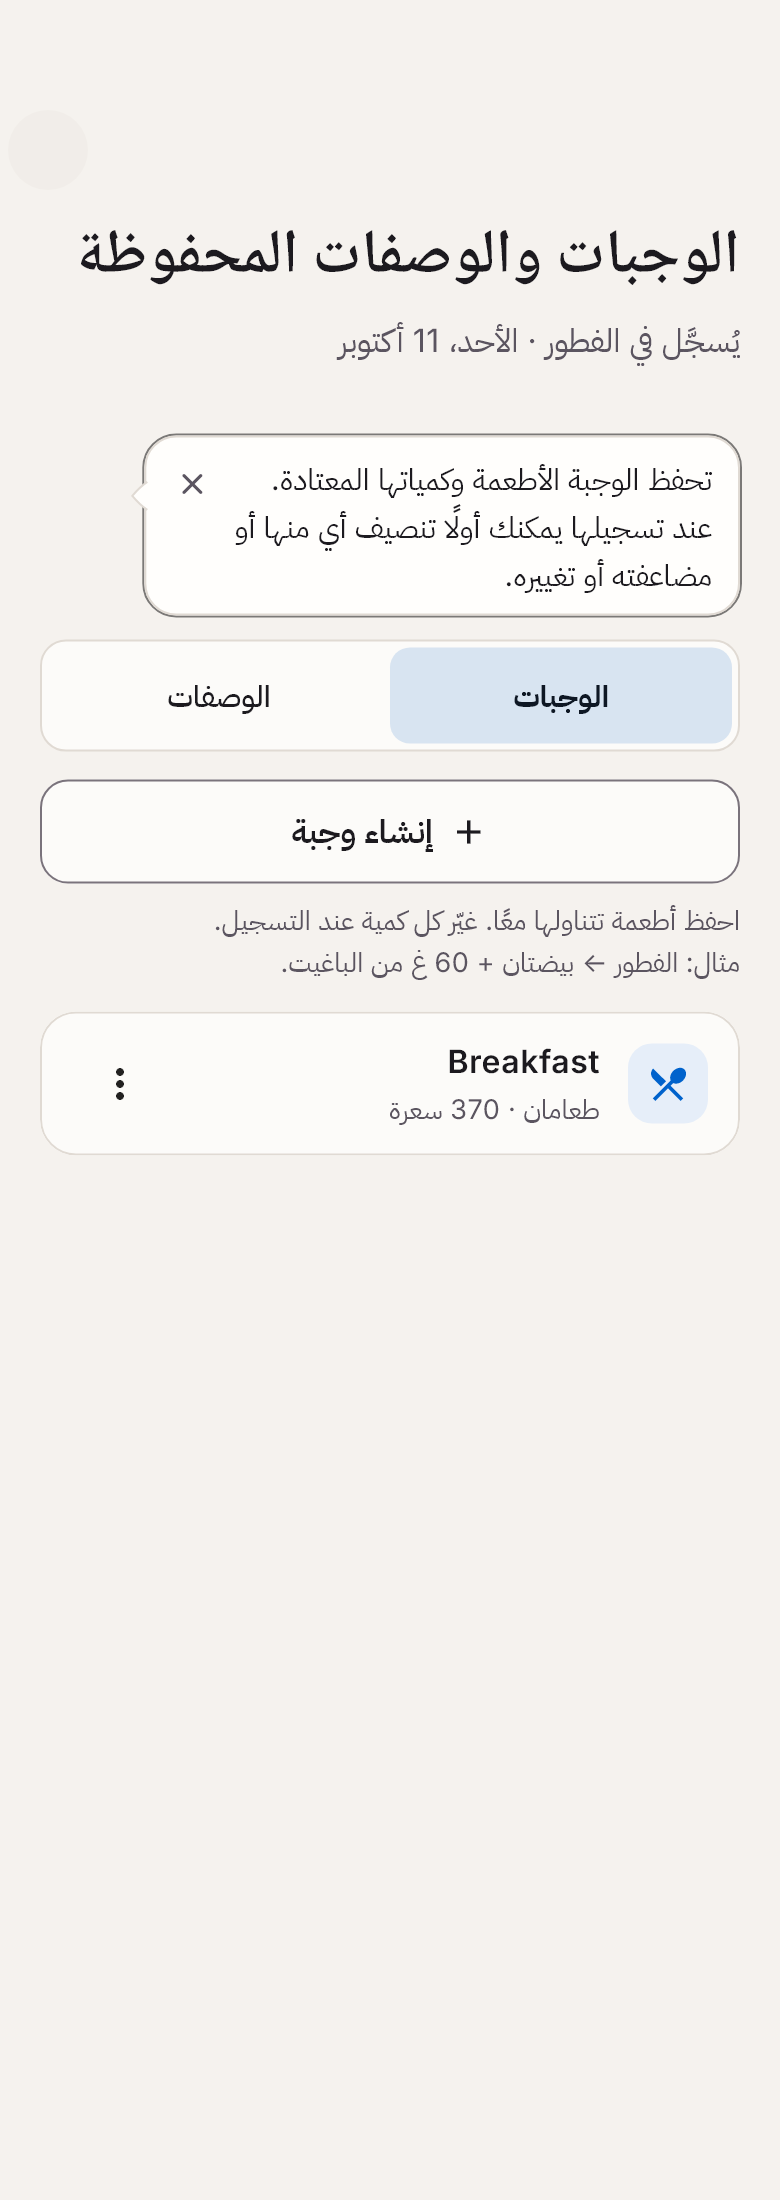 الوجبات والوصفات المحفوظة
يُسجَّل في الفطور · الأحد، 11 أكتوبر
تحفظ الوجبة الأطعمة وكمياتها المعتادة.
عند تسجيلها يمكنك أولًا تنصيف أي منها أو
مضاعفته أو تغييره.
الوجبات
الوصفات
إنشاء وجبة
احفظ أطعمة تتناولها معًا. غيّر كل كمية عند التسجيل.
مثال: الفطور ← بيضتان + 60 غ من الباغيت.
Breakfast
طعامان · 370 سعرة